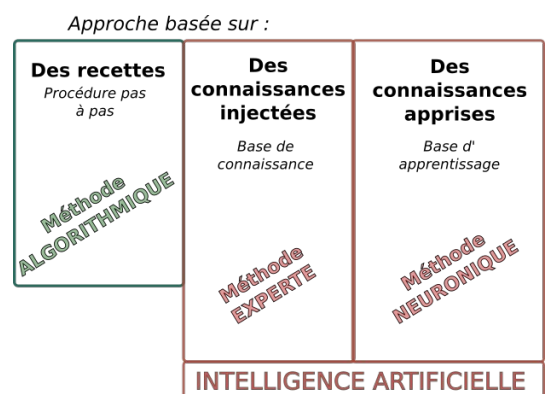 Approche basée sur :
Des recettes
Procédure pas
à pas
Méthode
ALGORITHMIQUE
Des
connaissances
injectées
Base de
connaissance
Méthode
EXPERTE
Des
connaissances
apprises
Base d'
apprentissage
Méthode
NEURONIQUE
INTELLIGENCE ARTIFICIELLE